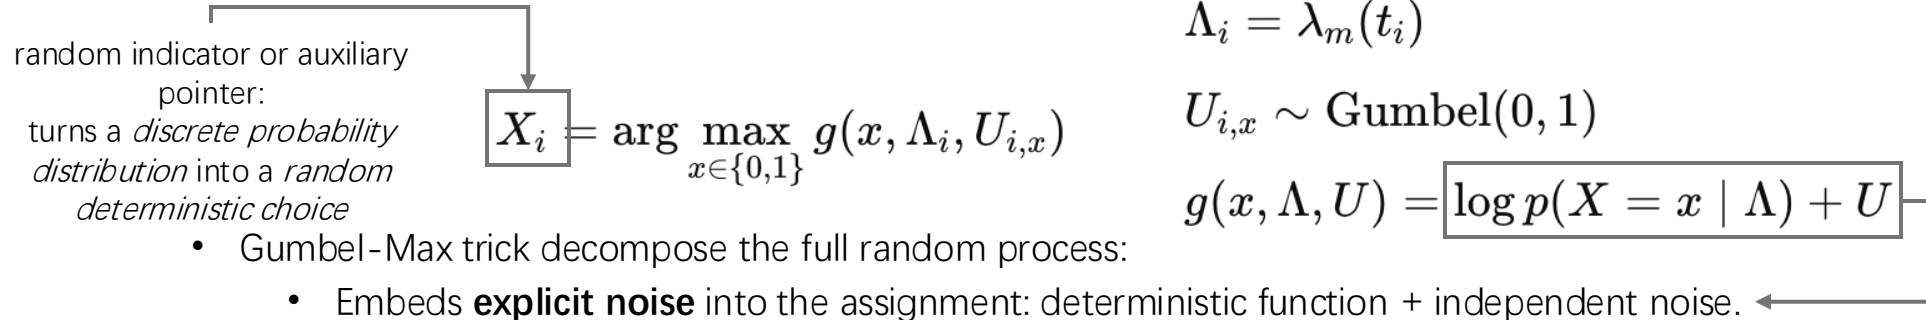 random indicator or auxiliary
pointer:
turns a discrete probability
distribution into a random
deterministic choice
X_i = arg max_{x∈{0,1}} g(x, Λ_i, U_{i,x})
Λ_i = λ_m(t_i)
U_{i,x} ∼ Gumbel(0, 1)
g(x, Λ, U) = log p(X = x | Λ) + U
• Gumbel-Max trick decompose the full random process:
• Embeds explicit noise into the assignment: deterministic function + independent noise.